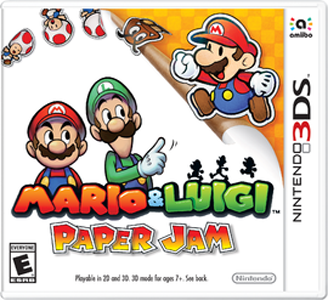 amiibo
NINTENDO 3DS
MARIO & LUIGI™
PAPER JAM
Playable in 2D and 3D. 3D mode for ages 7+. See back.
EVERYONE
E
ESRB
Nintendo